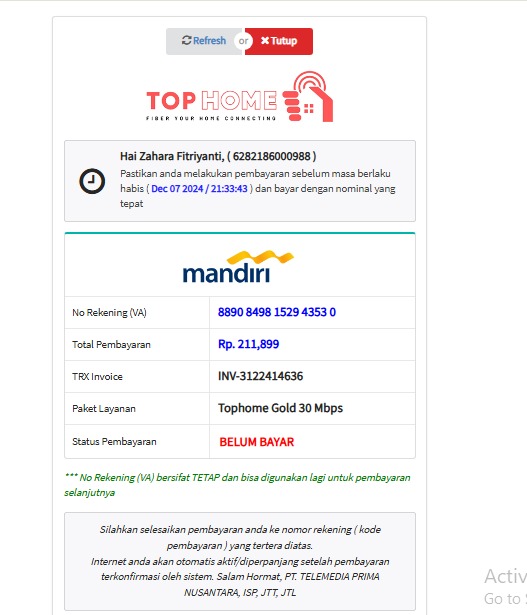 Refresh or Tutup
TOP HOME
FIBER YOUR HOME CONNECTING
Hai Zahara Fitriyanti, ( 6282186000988 )
Pastikan anda melakukan pembayaran sebelum masa berlaku
habis ( Dec 07 2024 / 21:33:43 ) dan bayar dengan nominal yang
tepat
mandiri
No Rekening (VA) 8890 8498 1529 4353 0
Total Pembayaran Rp. 211,899
TRX Invoice INV-3122414636
Paket Layanan Tophome Gold 30 Mbps
Status Pembayaran BELUM BAYAR
*** No Rekening (VA) bersifat TETAP dan bisa digunakan lagi untuk pembayaran
selanjutnya
Silahkan selesaikan pembayaran anda ke nomor rekening ( kode
pembayaran ) yang tertera diatas.
Internet anda akan otomatis aktif/diperpanjang setelah pembayaran
terkonfirmasi oleh sistem. Salam Hormat, PT. TELEMEDIA PRIMA
NUSANTARA, ISP, JTT, JTL
Activ
Go to